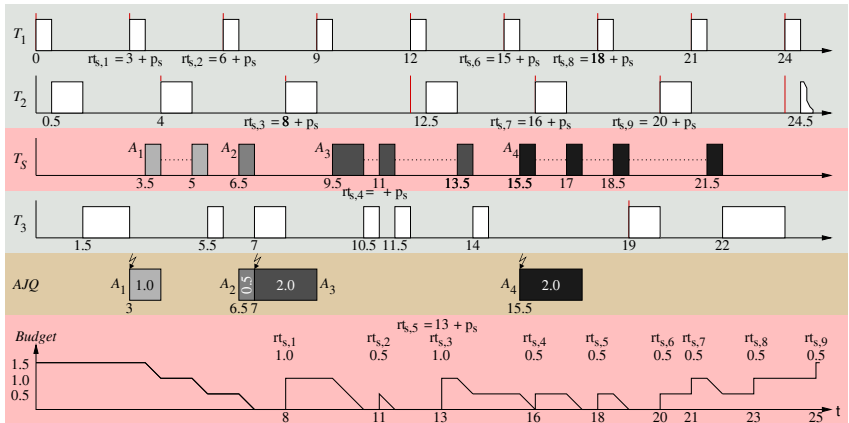 T1
0 3 6 9 12 15 18 21 24
rts,1 = 3 + ps rts,2 = 6 + ps rts,6 = 15 + ps rts,8 = 18 + ps
T2
0.5 4 8 12.5 16 20 24.5
rts,3 = 8 + ps rts,7 = 16 + ps rts,9 = 20 + ps
TS
A1 A2 A3 A4
3.5 5 6.5 9.5 11 13.5 15.5 17 18.5 21.5
rts,4 = + ps
T3
1.5 5.5 7 10.5 11.5 14 19 22
AJQ
A1 1.0 A2 0.5 2.0 A3 A4 2.0
3 6.5 7 15.5
rts,5 = 13 + ps
Budget
rts,1 rts,2 rts,3 rts,4 rts,5 rts,6 rts,7 rts,8 rts,9
1.0 0.5 1.0 0.5 0.5 0.5 0.5 0.5 0.5
1.5
1.0
0.5
8 11 13 16 18 20 21 23 25 t